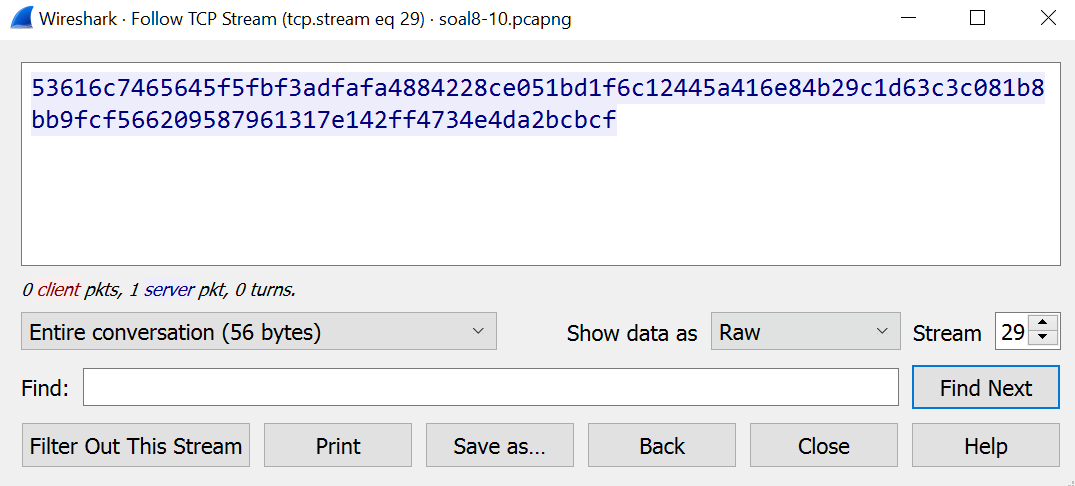 Wireshark · Follow TCP Stream (tcp.stream eq 29) · soal8-10.pcapng
53616c7465645f5fbf3adfafa4884228ce051bd1f6c12445a416e84b29c1d63c3c081b8
bb9fcf566209587961317e142ff4734e4da2bcbcf
0 client pkts, 1 server pkt, 0 turns.
Entire conversation (56 bytes) Show data as Raw Stream 29
Find: Find Next
Filter Out This Stream Print Save as... Back Close Help